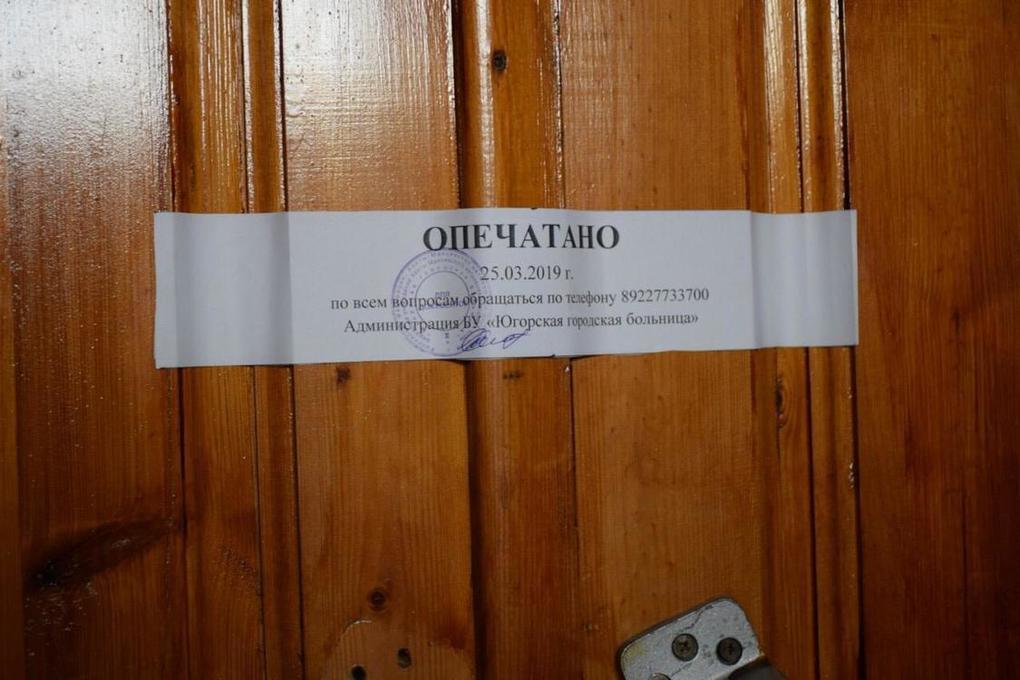 ОПЕЧАТАНО
25.03.2019 г.
по всем вопросам обращаться по телефону 89227733700
Администрация БУ «Югорская городская больница»